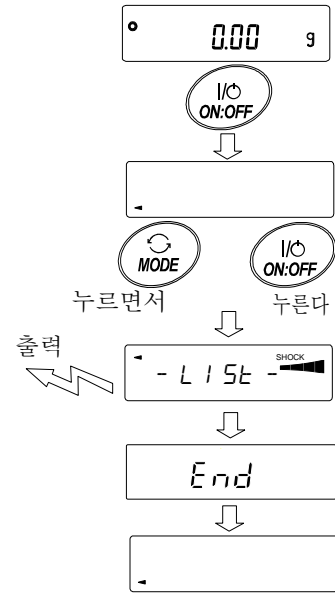 0.00 g
I/⏻
ON:OFF
MODE
I/⏻
ON:OFF
누르면서
누른다
출력
SHOCK
- LISt -
End